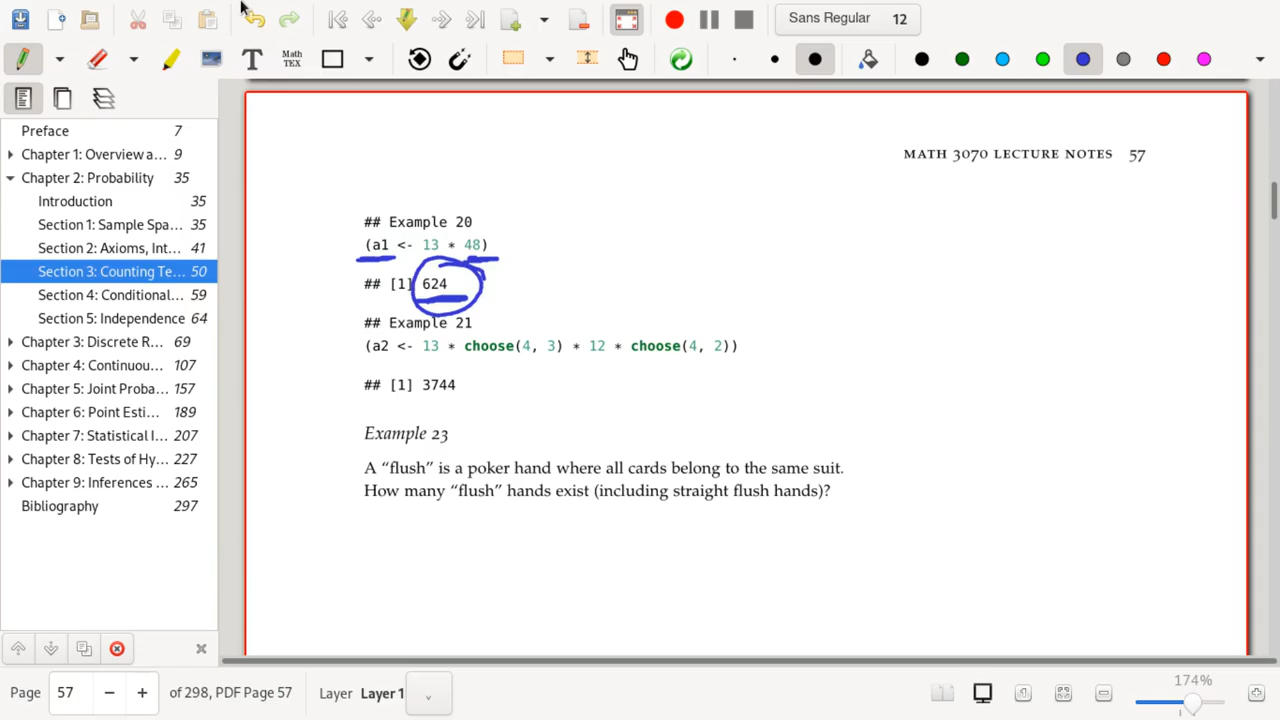 Sans Regular 12
Math
TEX
Preface 7
Chapter 1: Overview a... 9
Chapter 2: Probability 35
Introduction 35
Section 1: Sample Spa... 35
Section 2: Axioms, Int... 41
Section 3: Counting Te... 50
Section 4: Conditional... 59
Section 5: Independence 64
Chapter 3: Discrete R... 69
Chapter 4: Continuou... 107
Chapter 5: Joint Proba... 157
Chapter 6: Point Esti... 189
Chapter 7: Statistical I... 207
Chapter 8: Tests of Hy... 227
Chapter 9: Inferences ... 265
Bibliography 297
MATH 3070 LECTURE NOTES 57
## Example 20
(a1 <- 13 * 48)
## [1] 624
## Example 21
(a2 <- 13 * choose(4, 3) * 12 * choose(4, 2))
## [1] 3744
Example 23
A “flush” is a poker hand where all cards belong to the same suit.
How many “flush” hands exist (including straight flush hands)?
Page 57 of 298, PDF Page 57 Layer Layer 1 174%